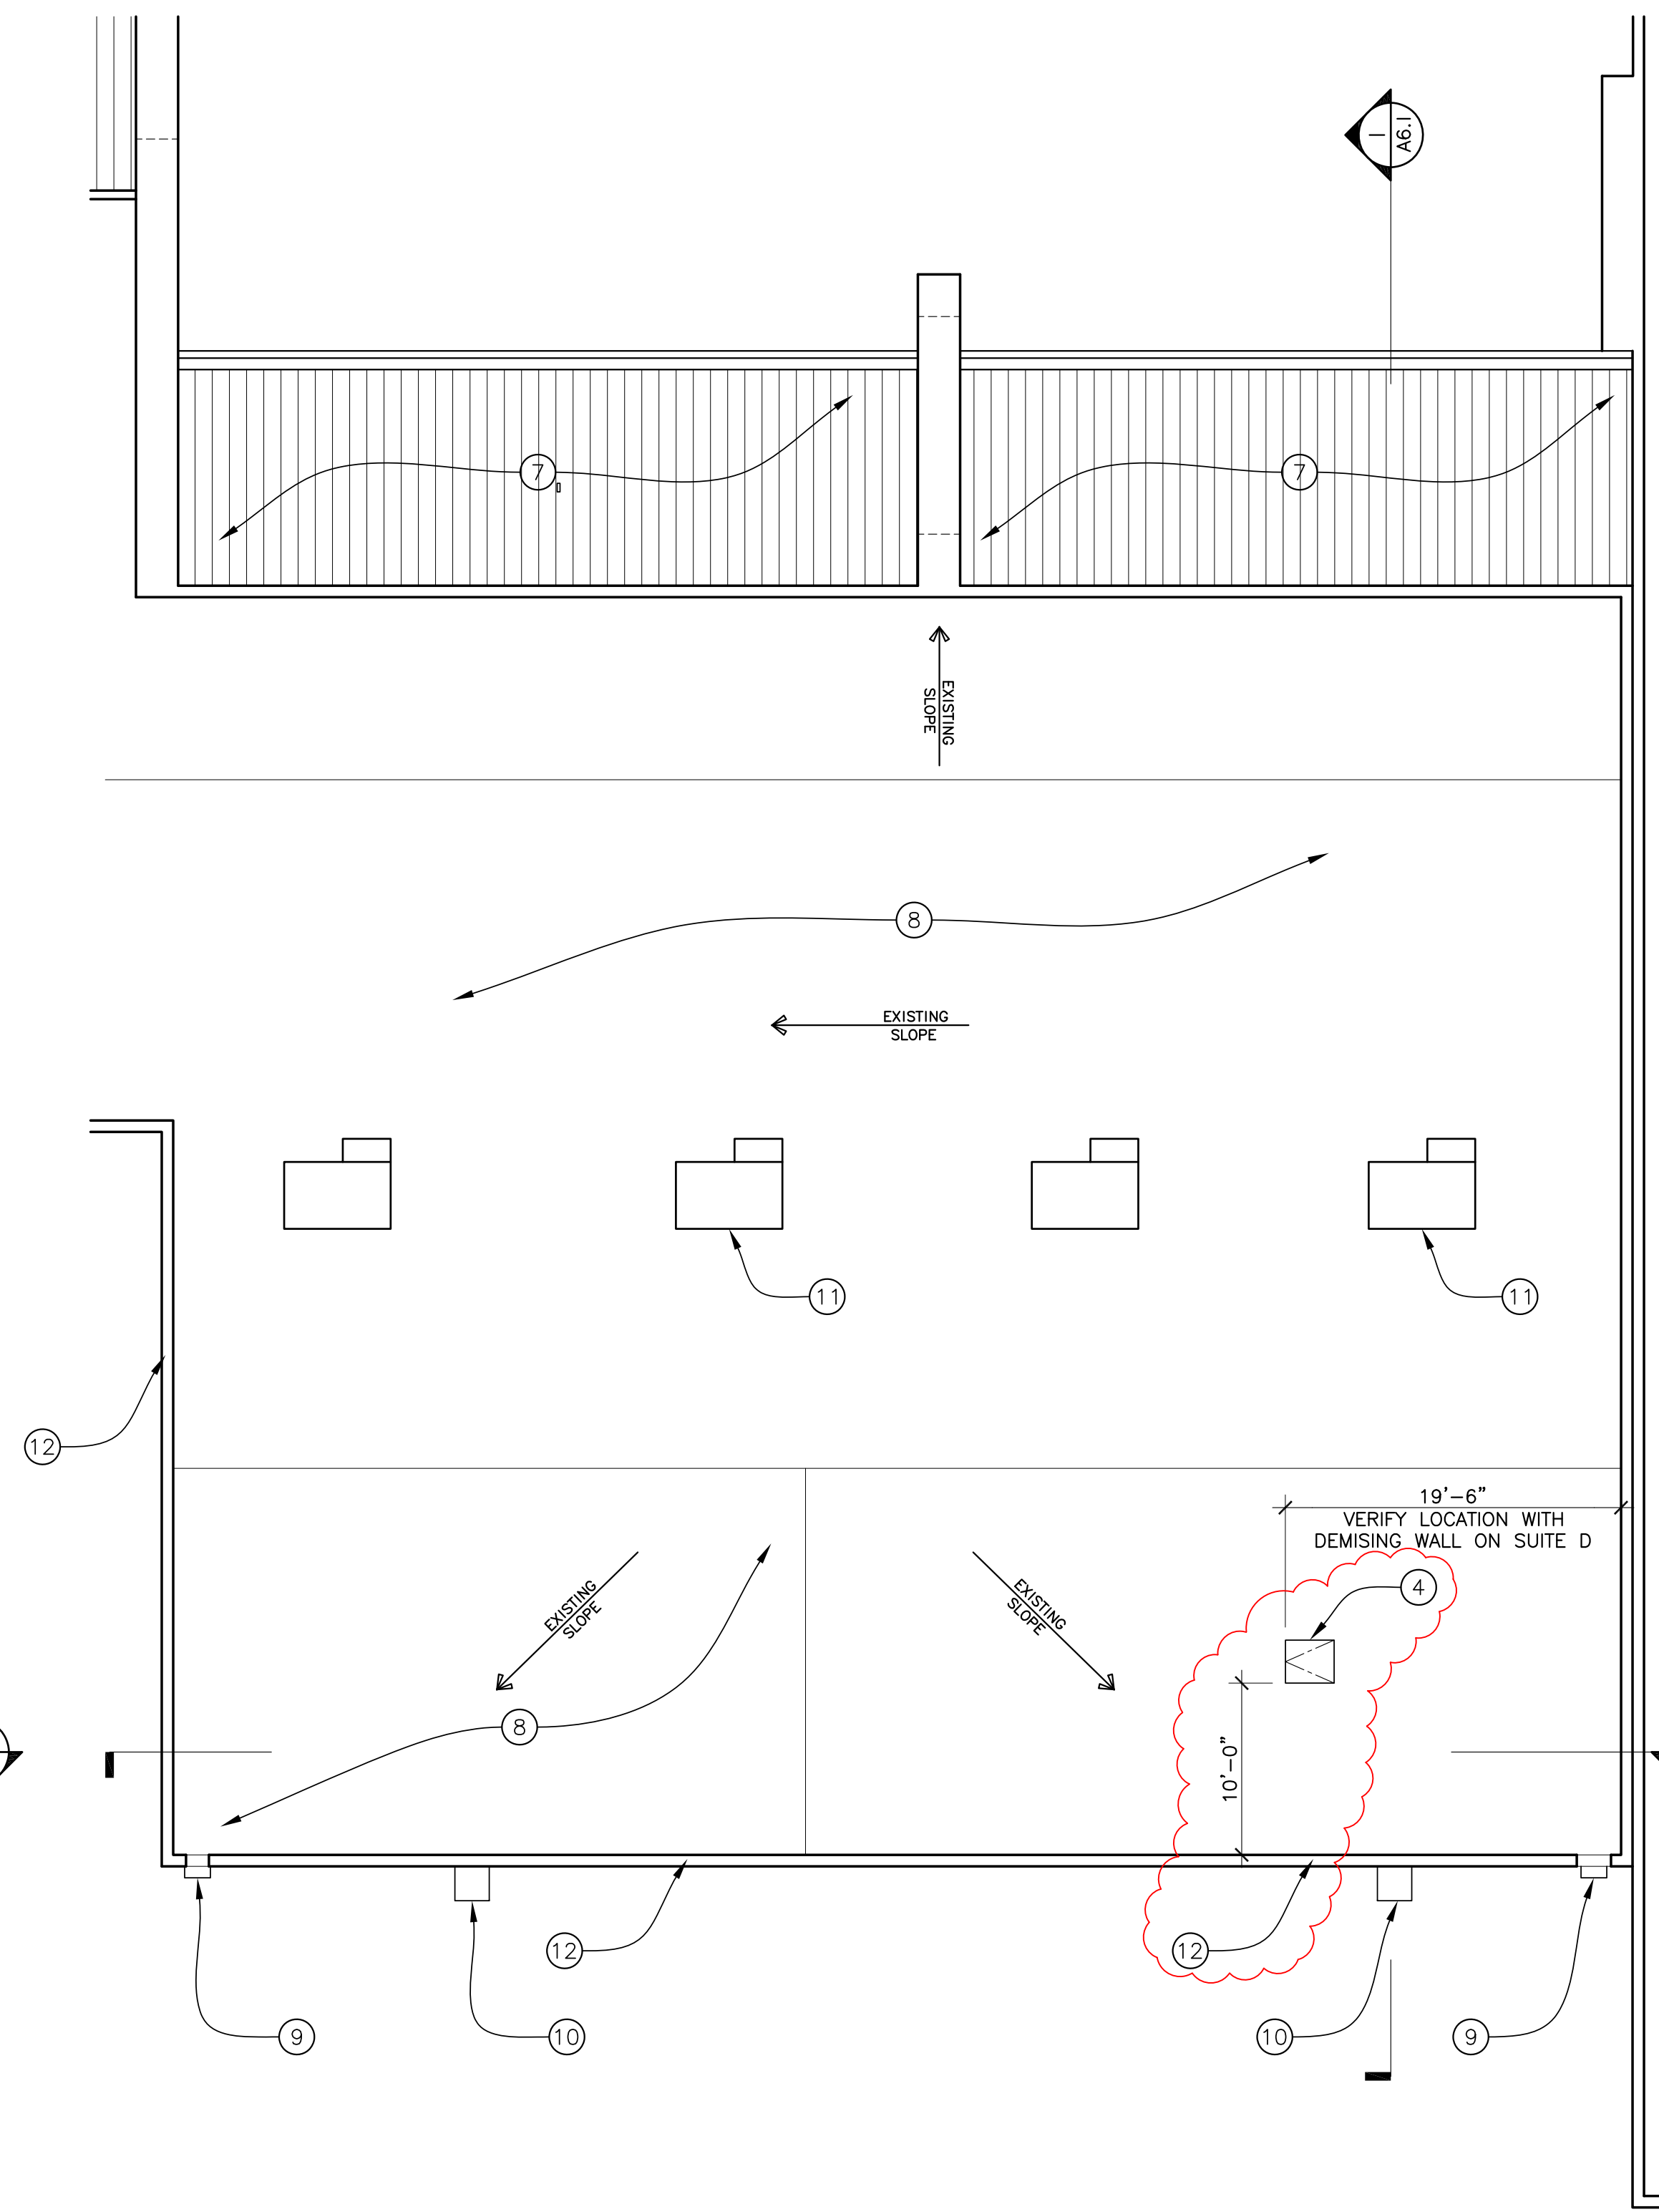 1
A6.1
7
7
EXISTING
SLOPE
8
EXISTING
SLOPE
11
11
12
19'-6"
VERIFY LOCATION WITH
DEMISING WALL ON SUITE D
4
EXISTING
SLOPE
EXISTING
SLOPE
8
10'-0"
12
12
9
10
10
9